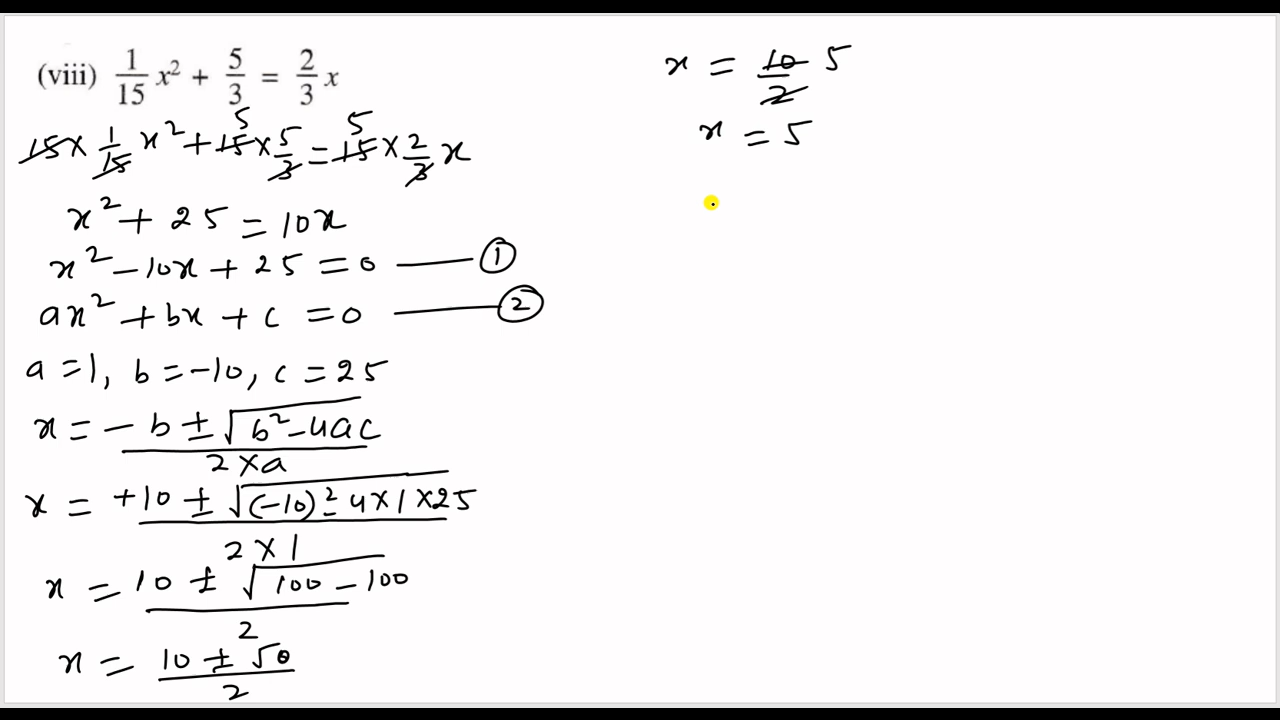 (viii) 1/15 x² + 5/3 = 2/3 x
15 × 1/15 x² + 15 5 × 5/3 = 15 5 × 2/3 x
x² + 25 = 10x
x² - 10x + 25 = 0 —— ①
ax² + bx + c = 0 —— ②
a = 1, b = -10, c = 25
x = - b ± √(b² - 4ac) / 2 × a
x = +10 ± √((-10)² - 4 × 1 × 25) / 2 × 1
x = 10 ± √(100 - 100) / 2
x = 10 ± √0 / 2
x = 10/2 5
x = 5